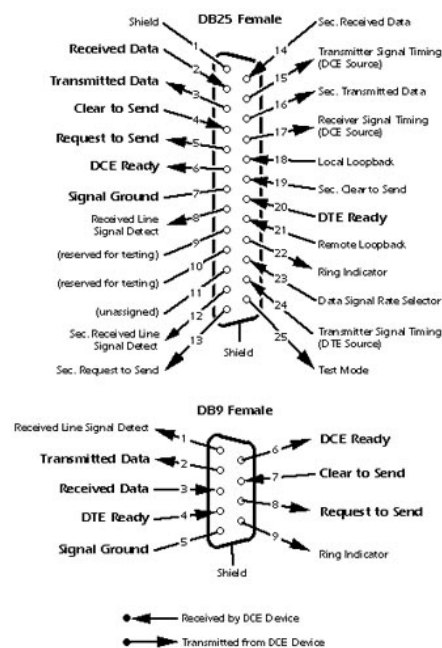 DB25 Female
Shield
1
Received Data
2
Transmitted Data
3
Clear to Send
4
Request to Send
5
DCE Ready
6
Signal Ground
7
Received Line
Signal Detect
8
(reserved for testing)
9
(reserved for testing)
10
(unassigned)
11
Sec. Received Line
Signal Detect
12
Sec. Request to Send
13
14
Sec. Received Data
15
Transmitter Signal Timing
(DCE Source)
16
Sec. Transmitted Data
17
Receiver Signal Timing
(DCE Source)
18
Local Loopback
19
Sec. Clear to Send
20
DTE Ready
21
Remote Loopback
22
Ring Indicator
23
Data Signal Rate Selector
24
Transmitter Signal Timing
(DTE Source)
25
Test Mode
Shield
DB9 Female
Received Line Signal Detect
1
Transmitted Data
2
Received Data
3
DTE Ready
4
Signal Ground
5
6
DCE Ready
7
Clear to Send
8
Request to Send
9
Ring Indicator
Shield
Received by DCE Device
Transmitted from DCE Device